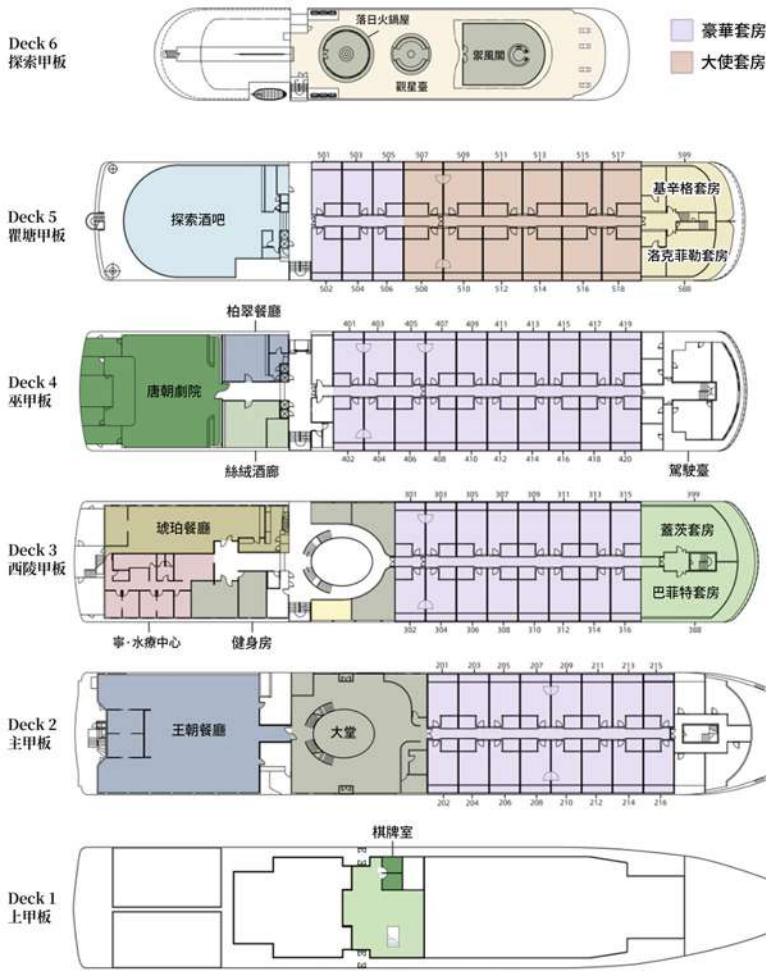 Deck 6
探索甲板
落日火鍋屋
觀星臺
禦風閣
豪華套房
大使套房
Deck 5
瞿塘甲板
探索酒吧
501 503 505 507 509 511 513 515 517 599
基辛格套房
洛克菲勒套房
502 504 506 508 510 512 514 516 518 588
Deck 4
巫甲板
柏翠餐廳
唐朝劇院
絲絨酒廊
401 403 405 407 409 411 413 415 417 419
402 404 406 408 410 412 414 416 418 420
駕駛臺
Deck 3
西陵甲板
琥珀餐廳
寧·水療中心
健身房
301 303 305 307 309 311 313 315 399
蓋茨套房
巴菲特套房
302 304 306 308 310 312 314 316 388
Deck 2
主甲板
王朝餐廳
大堂
201 203 205 207 209 211 213 215
202 204 206 208 210 212 214 216
Deck 1
上甲板
棋牌室